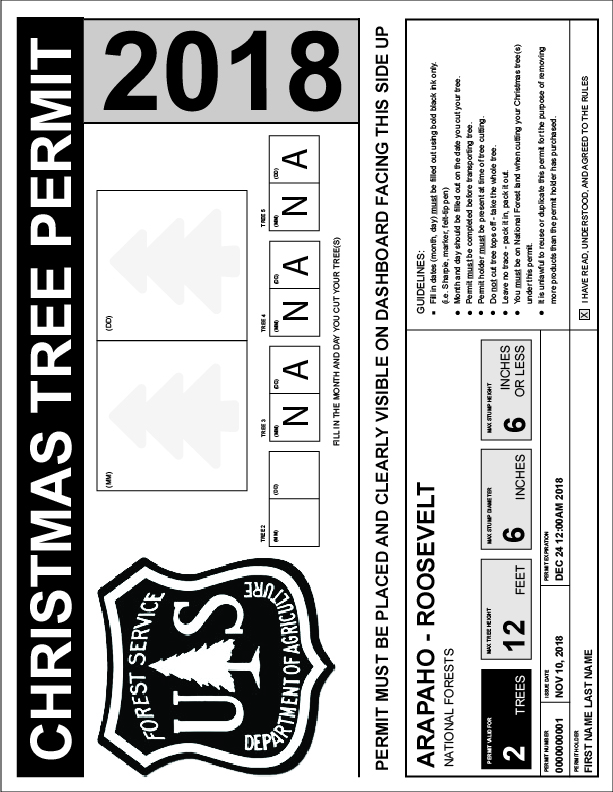 CHRISTMAS TREE PERMIT
2018
FOREST SERVICE
U S
DEPARTMENT OF AGRICULTURE
(MM) (DD)
TREE 2 TREE 3 TREE 4 TREE 5
(MM) (DD) (MM) (DD) (MM) (DD) (MM) (DD)
N A N A N A
FILL IN THE MONTH AND DAY YOU CUT YOUR TREE(S)
PERMIT MUST BE PLACED AND CLEARLY VISIBLE ON DASHBOARD FACING THIS SIDE UP
ARAPAHO - ROOSEVELT
NATIONAL FORESTS
PERMIT VALID FOR
2 TREES
MAX TREE HEIGHT
12 FEET
MAX STUMP DIAMETER
6 INCHES
MAX STUMP HEIGHT
6 INCHES
OR LESS
PERMIT NUMBER
0000000001
ISSUE DATE
NOV 10, 2018
PERMIT EXPIRATION
DEC 24 12:00AM 2018
PERMIT HOLDER
FIRST NAME LAST NAME
GUIDELINES:
• Fill in dates (month, day) must be filled out using bold black ink only.
(i.e. Sharpie, marker, felt-tip pen)
• Month and day should be filled out on the date you cut your tree.
• Permit must be completed before transporting tree.
• Permit holder must be present at time of tree cutting.
• Do not cut tree tops off - take the whole tree.
• Leave no trace - pack it in, pack it out.
• You must be on National Forest land when cutting your Christmas tree(s)
under this permit.
• It is unlawful to reuse or duplicate this permit for the purpose of removing
more products than the permit holder has purchased.
☒ I HAVE READ, UNDERSTOOD, AND AGREED TO THE RULES